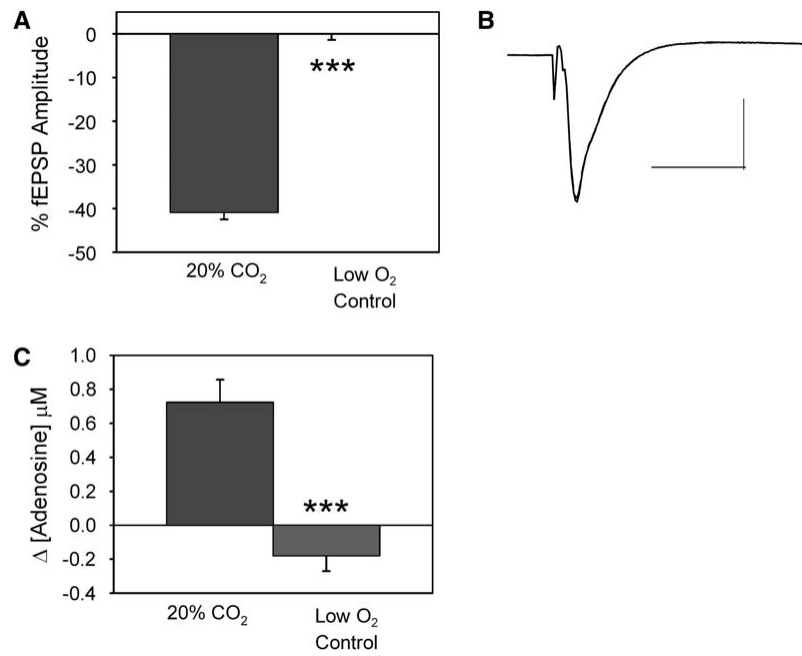 A
% fEPSP Amplitude
0
-10
-20
-30
-40
-50
***
20% CO₂
Low O₂
Control
B
C
Δ [Adenosine] μM
1.0
0.8
0.6
0.4
0.2
0.0
-0.2
-0.4
***
20% CO₂
Low O₂
Control